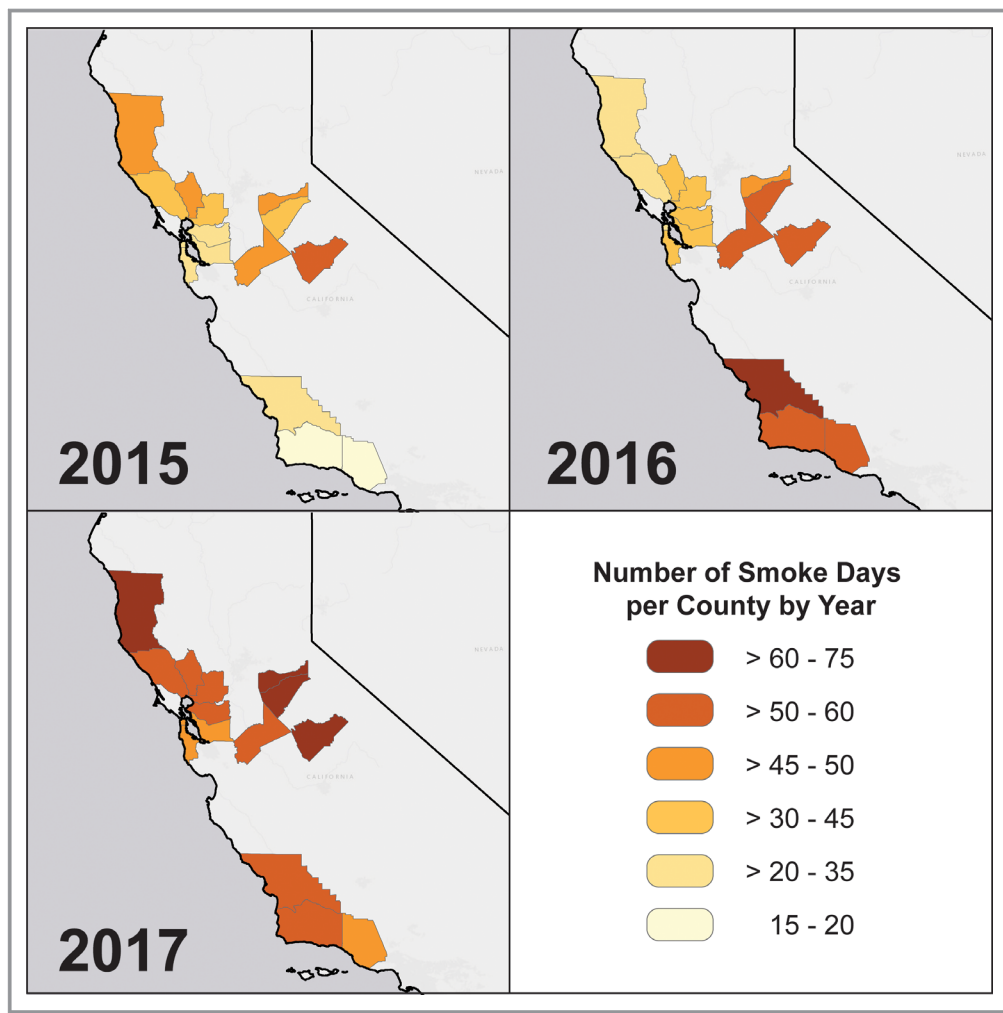 NEVADA
CALIFORNIA
2015
NEVADA
CALIFORNIA
2016
NEVADA
CALIFORNIA
2017
Number of Smoke Days
per County by Year
> 60 - 75
> 50 - 60
> 45 - 50
> 30 - 45
> 20 - 35
15 - 20